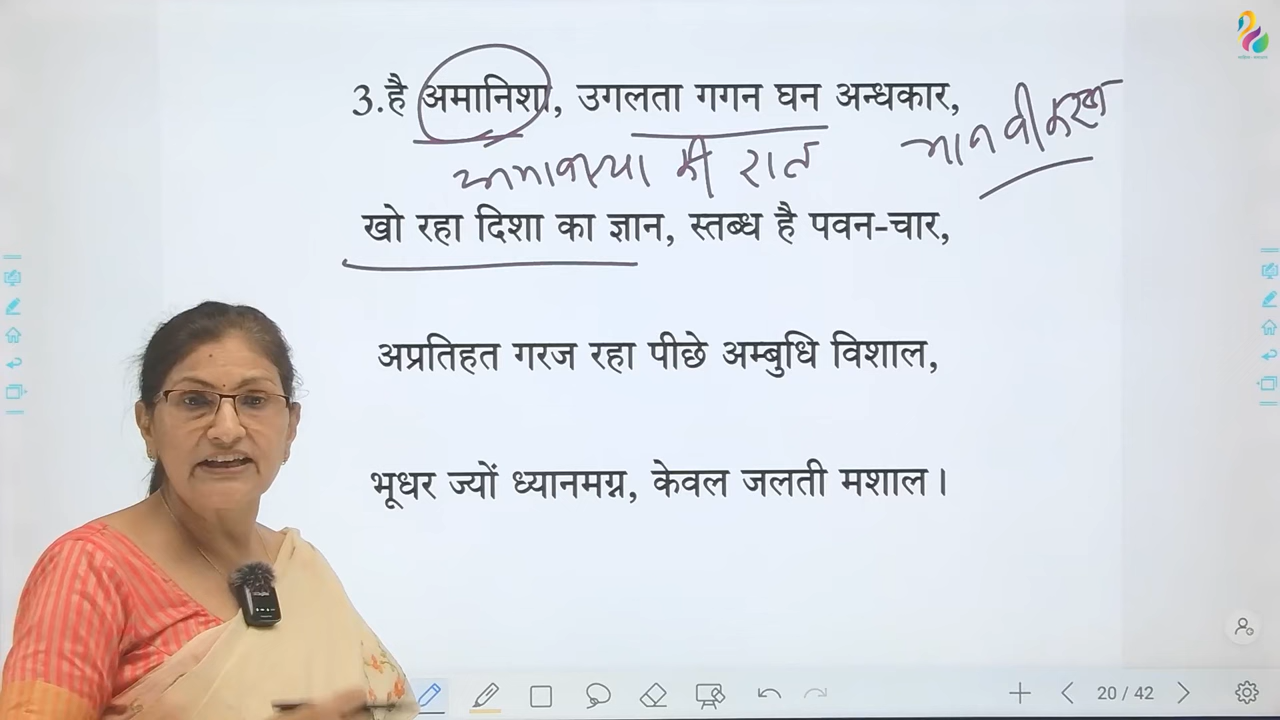 3.है अमानिशा, उगलता गगन घन अन्धकार,
मानवीकरण
अमावस्या की रात
खो रहा दिशा का ज्ञान, स्तब्ध है पवन-चार,
अप्रतिहत गरज रहा पीछे अम्बुधि विशाल,
भूधर ज्यों ध्यानमग्न, केवल जलती मशाल।
20 / 42